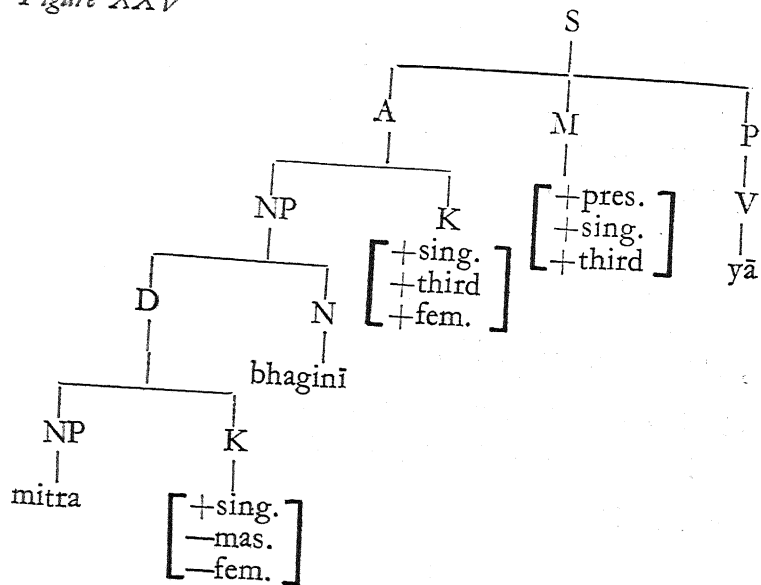 Figure XXV
S
A M P
NP K V
[+pres. +sing. +third]
[+sing. +third +fem.]
yā
D N
bhaginī
NP K
mitra
[+sing. —mas. —fem.]